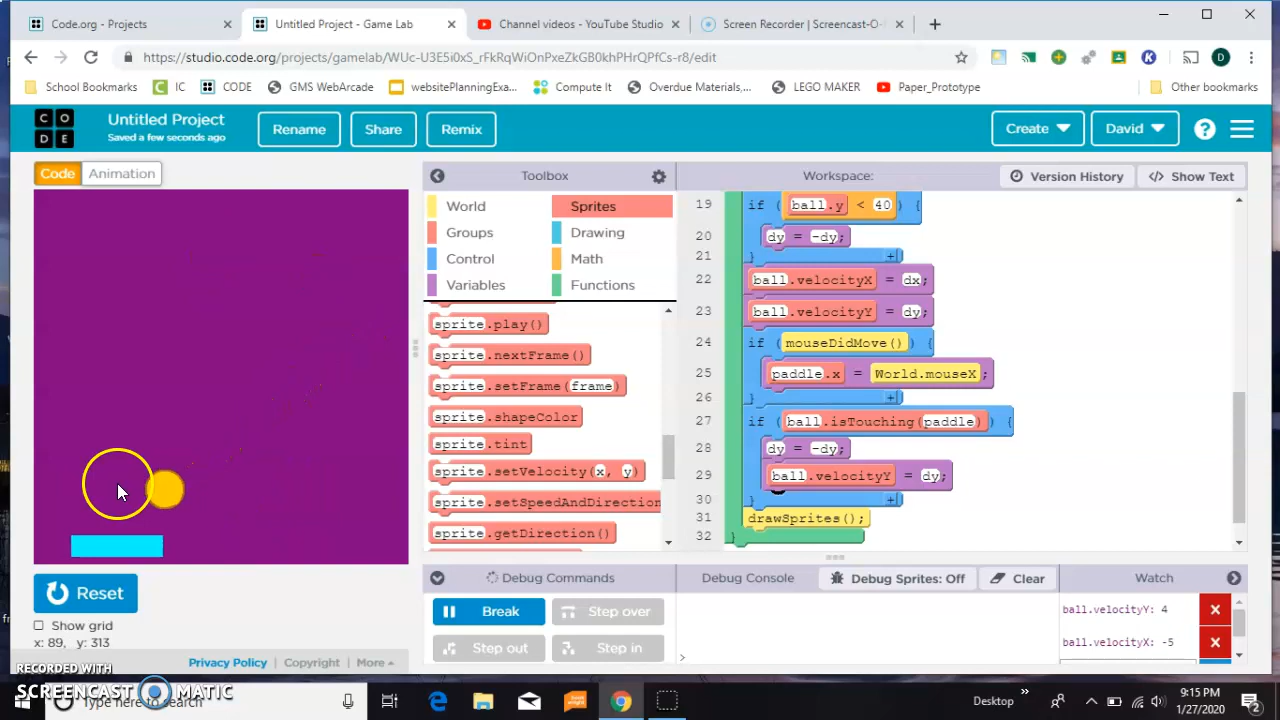 Code.org - Projects
Untitled Project - Game Lab
Channel videos - YouTube Studio
Screen Recorder | Screencast-O-
https://studio.code.org/projects/gamelab/WUc-U3E5i0xS_rFkRqWiOnPxeZkGB0khPHrQPfCs-r8/edit
School Bookmarks
IC
CODE
GMS WebArcade
websitePlanningExa...
Compute It
Overdue Materials,...
LEGO MAKER
Paper_Prototype
Other bookmarks
CODE
Untitled Project
Saved a few seconds ago
Rename
Share
Remix
Create
David
Code
Animation
Toolbox
Workspace:
Version History
</> Show Text
World
Sprites
Groups
Drawing
Control
Math
Variables
Functions
sprite.play()
sprite.nextFrame()
sprite.setFrame(frame)
sprite.shapeColor
sprite.tint
sprite.setVelocity(x, y)
sprite.setSpeedAndDirection
sprite.getDirection()
19 if ( ball.y < 40 ) {
20 dy = -dy;
21 }
22 ball.velocityX = dx;
23 ball.velocityY = dy;
24 if ( mouseDidMove() ) {
25 paddle.x = World.mouseX;
26 }
27 if ( ball.isTouching(paddle) ) {
28 dy = -dy;
29 ball.velocityY = dy;
30 }
31 drawSprites();
32 }
Reset
Show grid
x: 89, y: 313
Debug Commands
Break
Step over
Step out
Step in
Debug Console
Debug Sprites: Off
Clear
Watch
ball.velocityY: 4
ball.velocityX: -5
>
Privacy Policy
Copyright
More
RECORDED WITH
SCREENCAST MATIC
Type here to search
Desktop
9:15 PM
1/27/2020
2